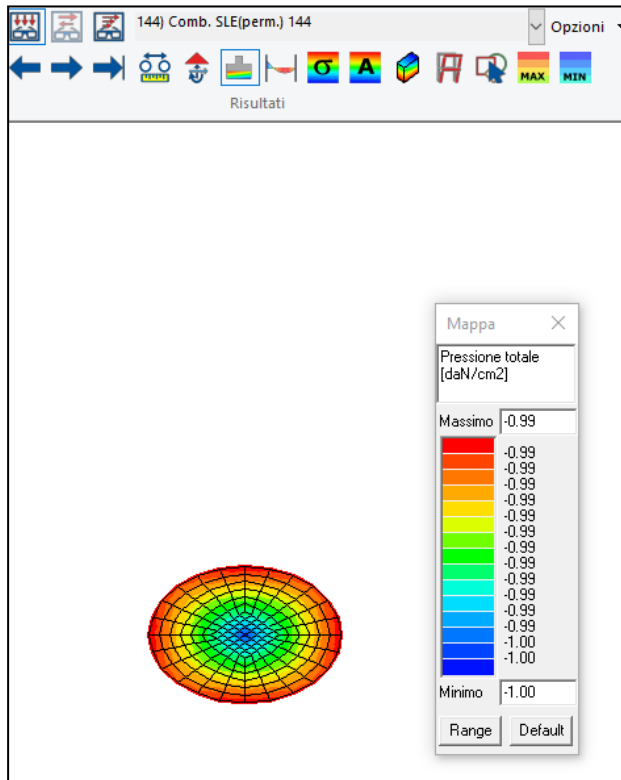 144) Comb. SLE(perm.) 144
Opzioni
σ
A
MAX
MIN
Risultati
Mappa
Pressione totale
[daN/cm2]
Massimo -0.99
-0.99
-0.99
-0.99
-0.99
-0.99
-0.99
-0.99
-0.99
-0.99
-0.99
-0.99
-0.99
-1.00
-1.00
Minimo -1.00
Range Default